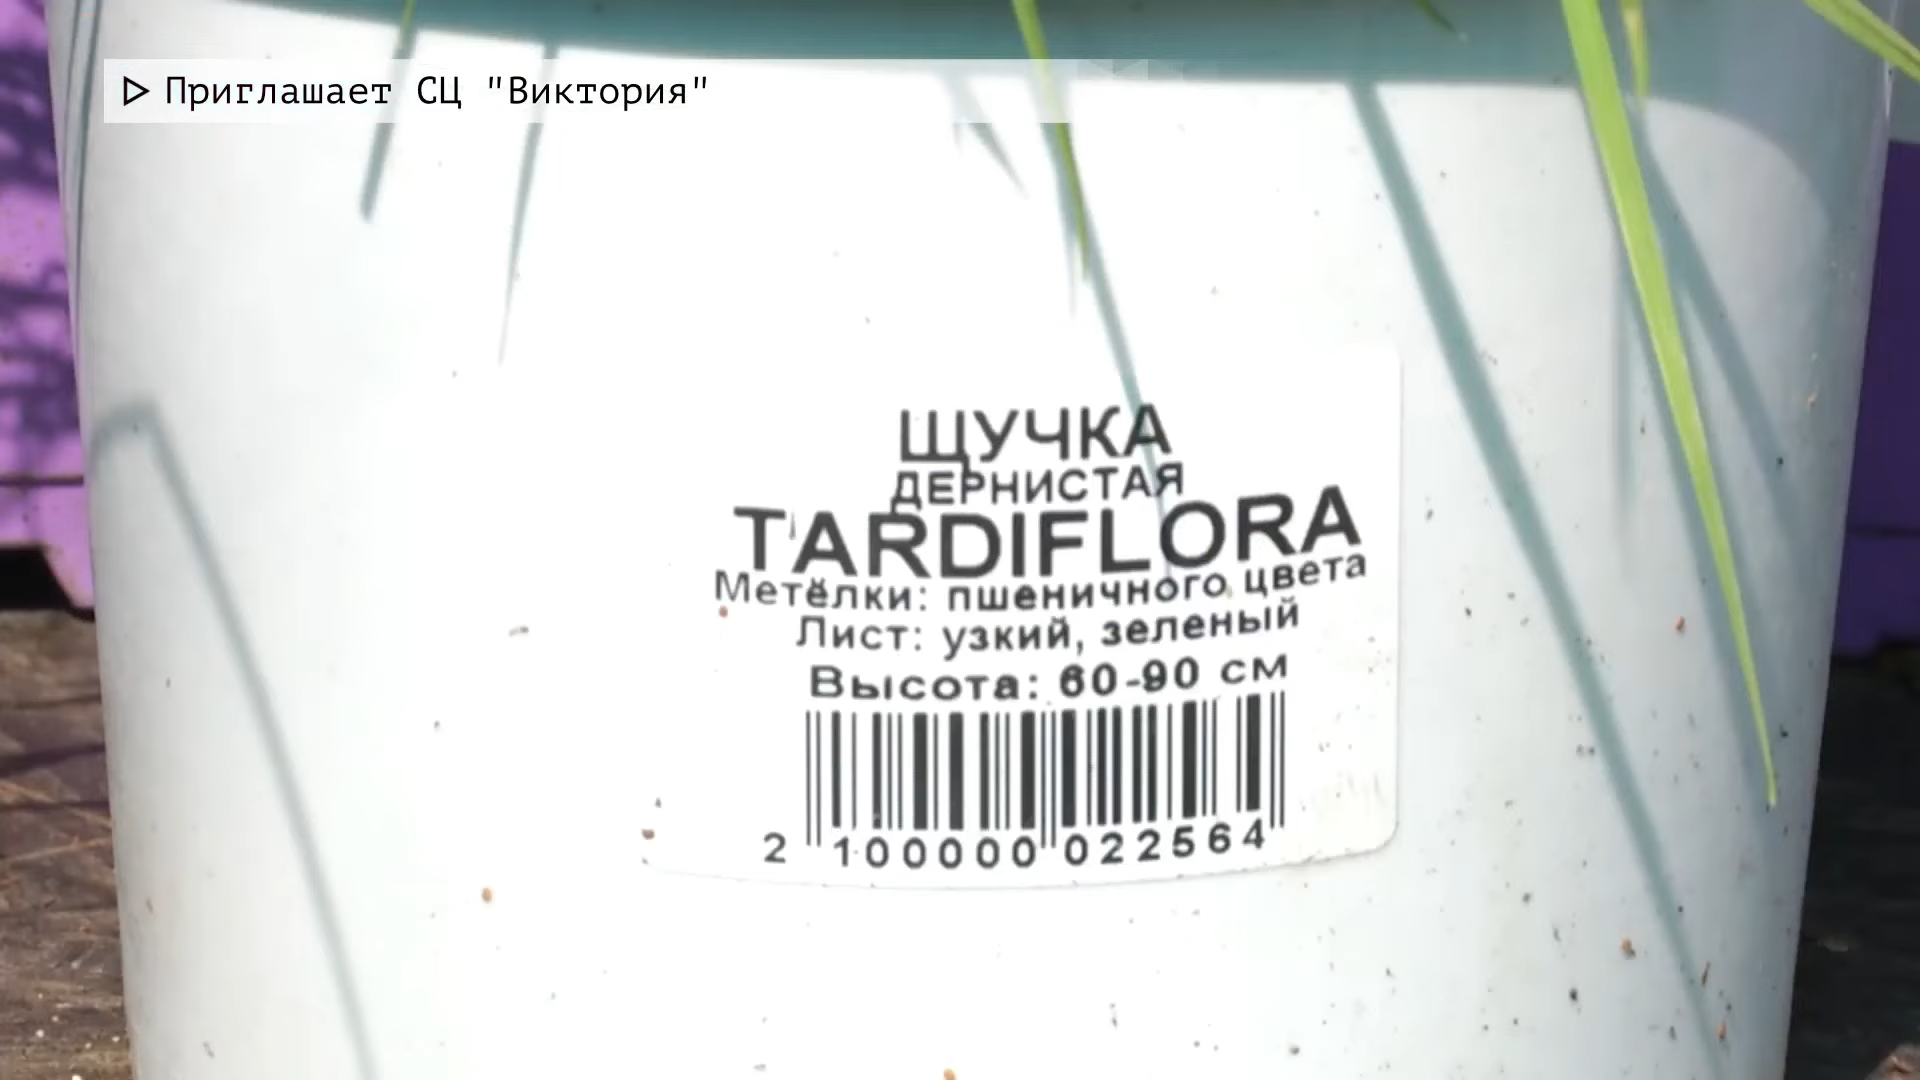 Приглашает СЦ "Виктория"
ЩУЧКА
ДЕРНИСТАЯ
TARDIFLORA
Метёлки: пшеничного цвета
Лист: узкий, зеленый
Высота: 60-90 см
2 100000 022564